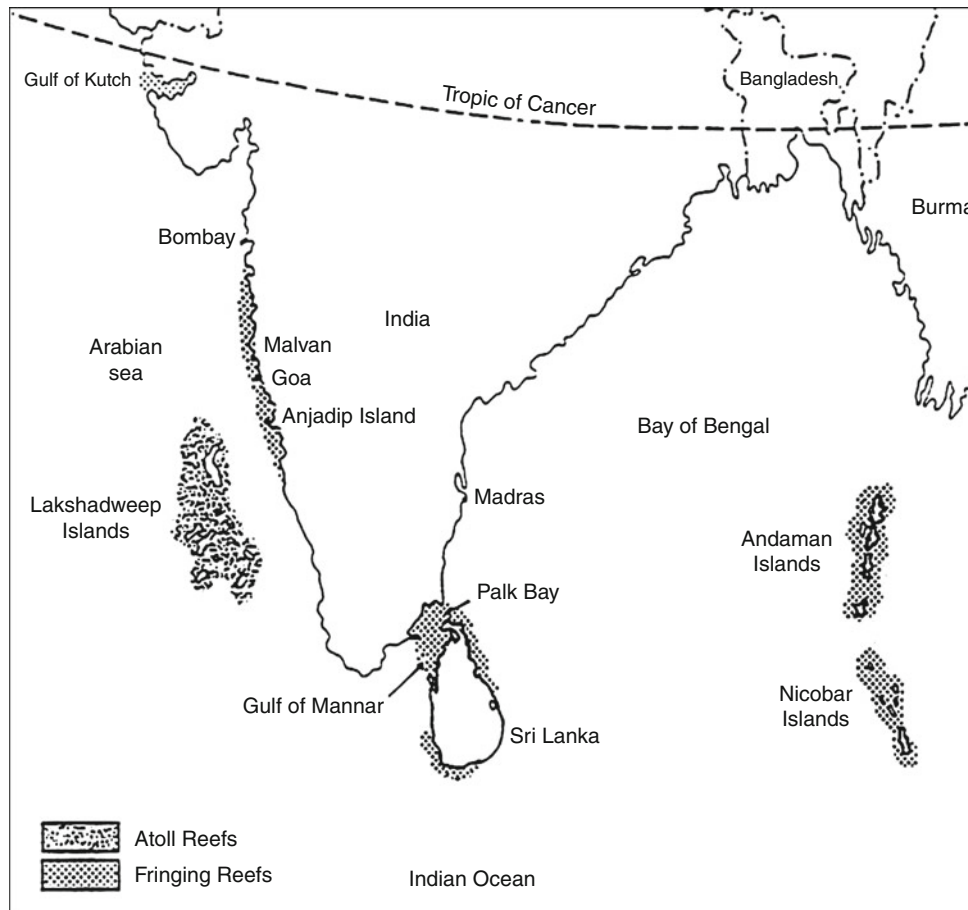 Gulf of Kutch
Tropic of Cancer
Bangladesh
Burma
Bombay
India
Arabian
sea
Malvan
Goa
Anjadip Island
Bay of Bengal
Lakshadweep
Islands
Madras
Andaman
Islands
Palk Bay
Gulf of Mannar
Nicobar
Islands
Sri Lanka
Atoll Reefs
Fringing Reefs
Indian Ocean